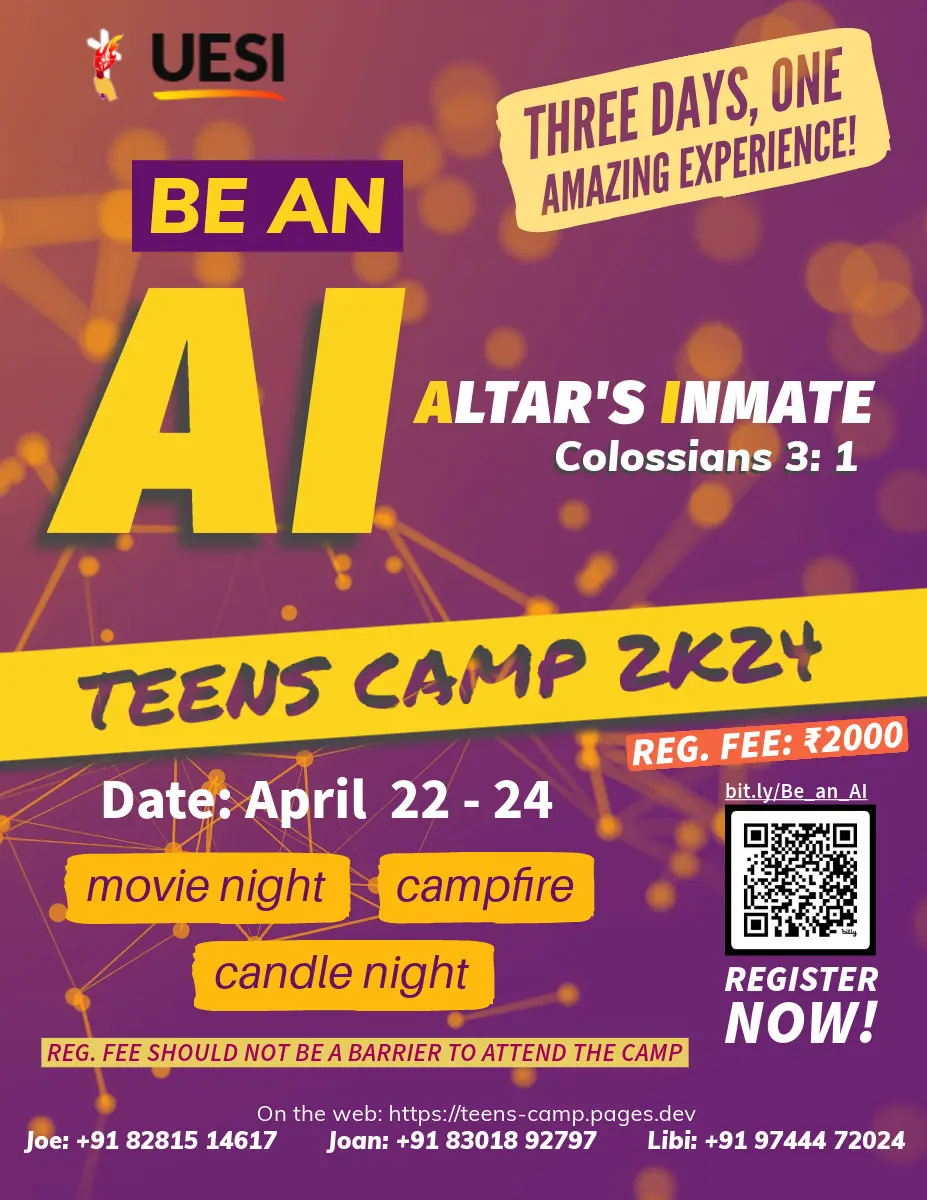 UESI
THREE DAYS, ONE
AMAZING EXPERIENCE!
BE AN
AI
ALTAR'S INMATE
Colossians 3: 1
TEENS CAMP 2K24
REG. FEE: ₹2000
Date: April 22 - 24
bit.ly/Be_an_AI
movie night
campfire
candle night
bitly
REGISTER
NOW!
REG. FEE SHOULD NOT BE A BARRIER TO ATTEND THE CAMP
On the web: https://teens-camp.pages.dev
Joe: +91 82815 14617 Joan: +91 83018 92797 Libi: +91 97444 72024